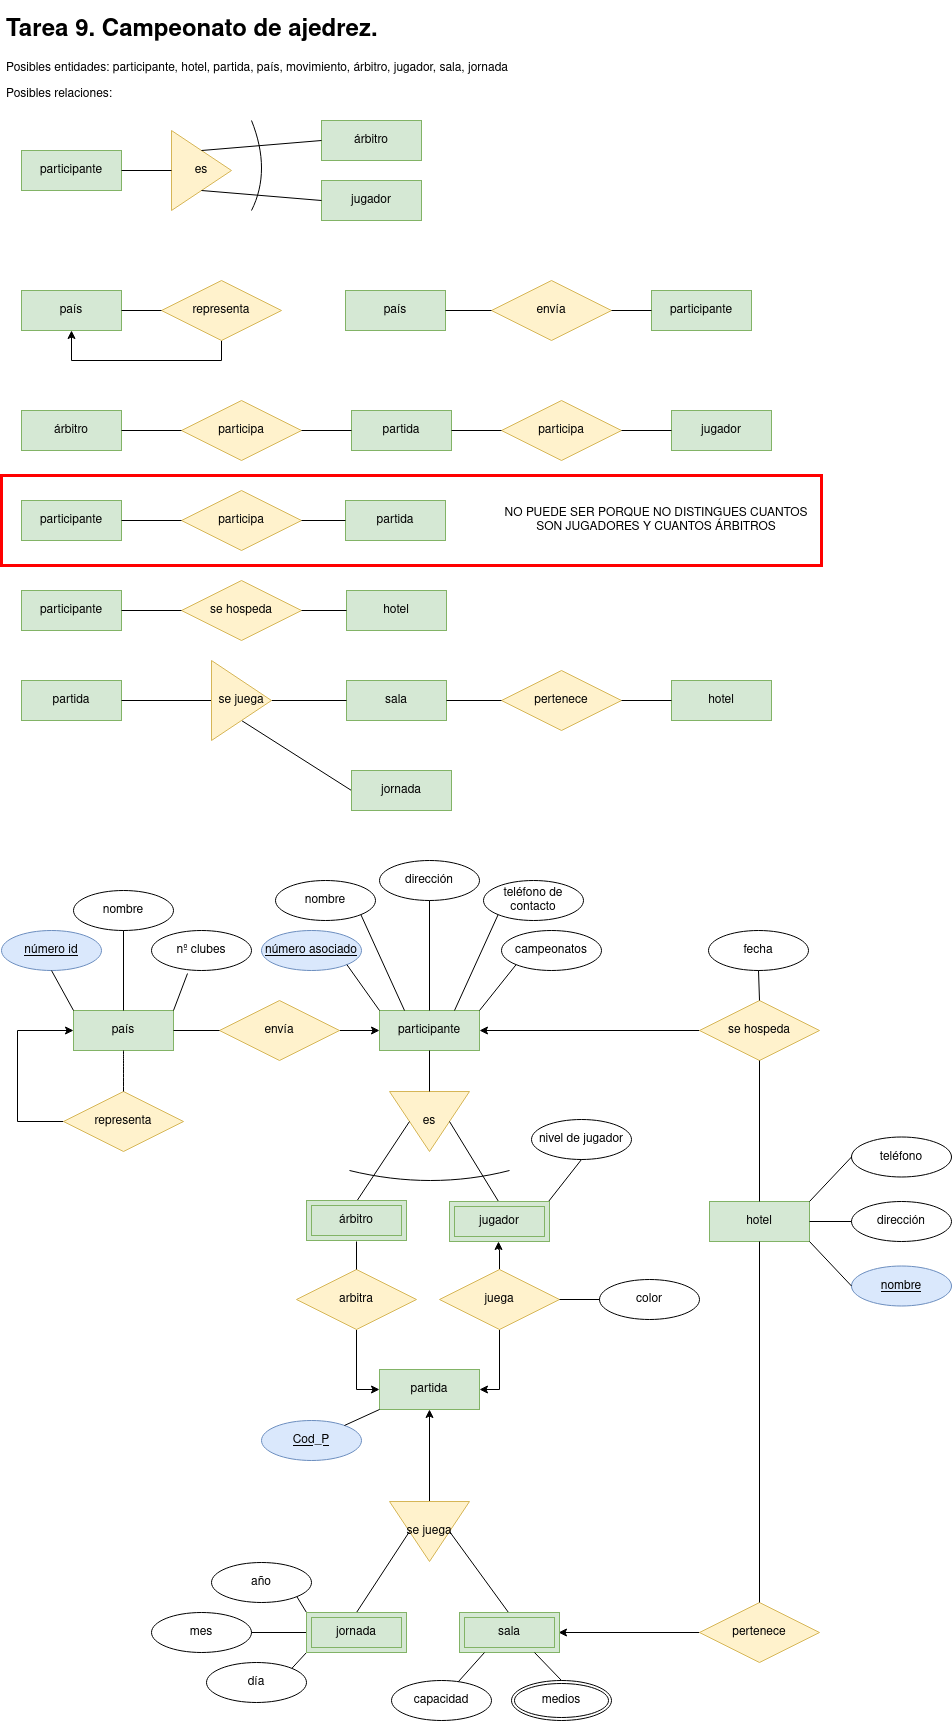 Tarea 9. Campeonato de ajedrez.
Posibles entidades: participante, hotel, partida, país, movimiento, árbitro, jugador, sala, jornada
Posibles relaciones:
árbitro
participante
es
jugador
país
representa
país
envía
participante
árbitro
participa
partida
participa
jugador
participante
participa
partida
NO PUEDE SER PORQUE NO DISTINGUES CUANTOS
SON JUGADORES Y CUANTOS ÁRBITROS
participante
se hospeda
hotel
partida
se juega
sala
pertenece
hotel
jornada
dirección
nombre
teléfono de
contacto
nombre
número id
nº clubes
número asociado
campeonatos
fecha
país
envía
participante
se hospeda
representa
es
nivel de jugador
teléfono
árbitro
jugador
hotel
dirección
nombre
arbitra
juega
color
partida
Cod_P
se juega
año
mes
jornada
sala
pertenece
día
capacidad
medios